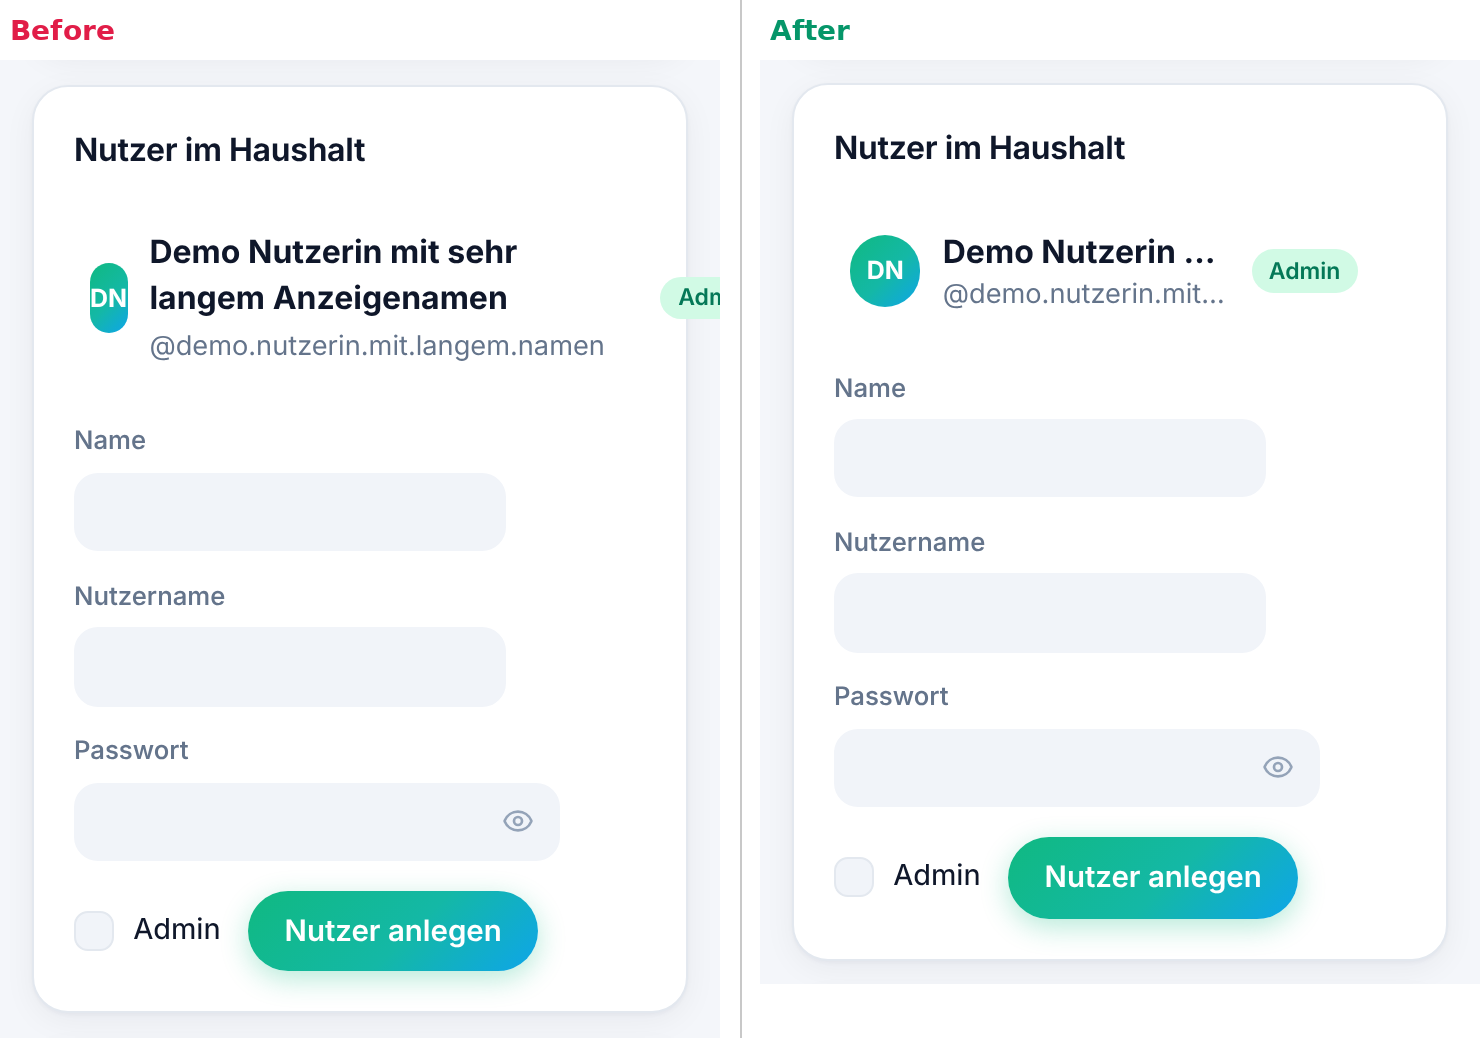 Before
Nutzer im Haushalt
DN
Demo Nutzerin mit sehr
langem Anzeigenamen
@demo.nutzerin.mit.langem.namen
Adm
Name
Nutzername
Passwort
Admin
Nutzer anlegen
After
Nutzer im Haushalt
DN
Demo Nutzerin ...
@demo.nutzerin.mit...
Admin
Name
Nutzername
Passwort
Admin
Nutzer anlegen